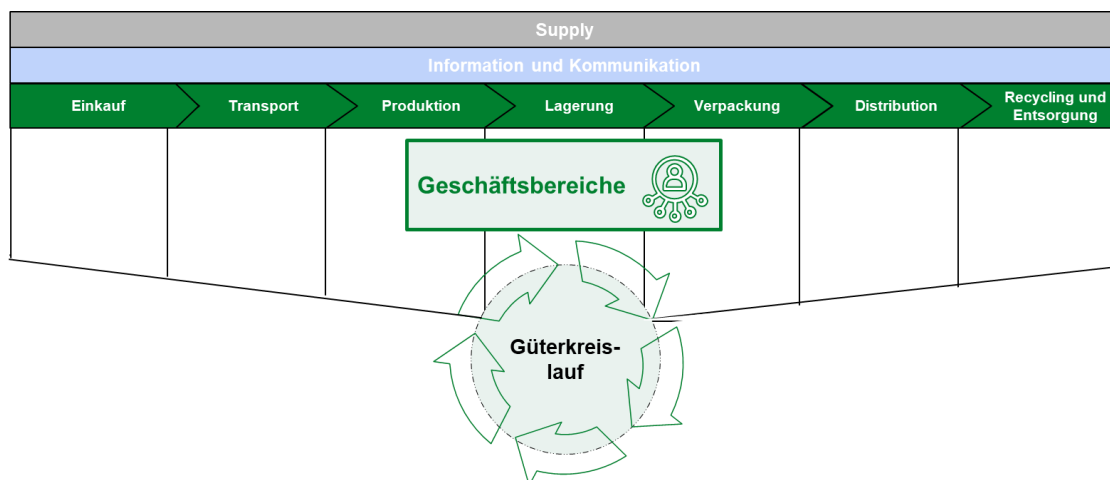 Supply
Information und Kommunikation
Einkauf
Transport
Produktion
Lagerung
Verpackung
Distribution
Recycling und
Entsorgung
Geschäftsbereiche
Güterkreis-
lauf